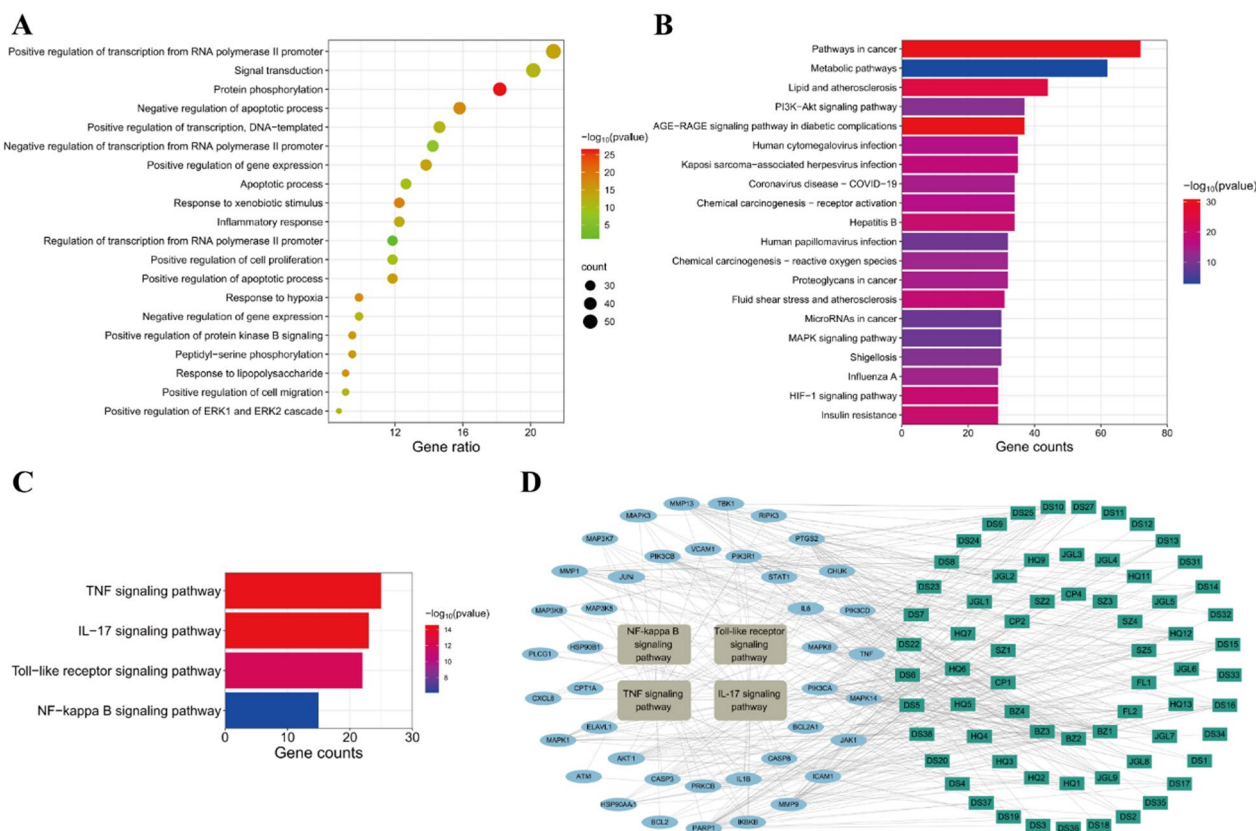 A
Positive regulation of transcription from RNA polymerase II promoter
Signal transduction
Protein phosphorylation
Negative regulation of apoptotic process
Positive regulation of transcription, DNA-templated
Negative regulation of transcription from RNA polymerase II promoter
Positive regulation of gene expression
Apoptotic process
Response to xenobiotic stimulus
Inflammatory response
Regulation of transcription from RNA polymerase II promoter
Positive regulation of cell proliferation
Positive regulation of apoptotic process
Response to hypoxia
Negative regulation of gene expression
Positive regulation of protein kinase B signaling
Peptidyl-serine phosphorylation
Response to lipopolysaccharide
Positive regulation of cell migration
Positive regulation of ERK1 and ERK2 cascade
12 16 20
Gene ratio
-log10(pvalue)
25
20
15
10
5
count
30
40
50
B
Pathways in cancer
Metabolic pathways
Lipid and atherosclerosis
PI3K-Akt signaling pathway
AGE-RAGE signaling pathway in diabetic complications
Human cytomegalovirus infection
Kaposi sarcoma-associated herpesvirus infection
Coronavirus disease - COVID-19
Chemical carcinogenesis - receptor activation
Hepatitis B
Human papillomavirus infection
Chemical carcinogenesis - reactive oxygen species
Proteoglycans in cancer
Fluid shear stress and atherosclerosis
MicroRNAs in cancer
MAPK signaling pathway
Shigellosis
Influenza A
HIF-1 signaling pathway
Insulin resistance
0 20 40 60 80
Gene counts
-log10(pvalue)
30
20
10
C
TNF signaling pathway
IL-17 signaling pathway
Toll-like receptor signaling pathway
NF-kappa B signaling pathway
0 10 20 30
Gene counts
-log10(pvalue)
14
12
10
8
D
MMP13 TBK1
MAPK3 RIPK3
MAP3K7 PIK3CB VCAM1 PIK3R1 PTGS2
MMP1 JUN STAT1 CHUK
MAP3K8 MAP3K5 IL6 PIK3CD
PLCG1 HSP90B1 MAPK8 TNF
CXCL8 CPT1A PIK3CA MAPK14
MAPK1 ELAVL1 BCL2A1 JAK1
ATM AKT1 CASP8
CASP3 PRKCB IL1B ICAM1
HSP90AA1 MMP9
BCL2 PARP1 IKBKB
NF-kappa B
signaling
pathway
Toll-like receptor
signaling
pathway
TNF signaling
pathway
IL-17 signaling
pathway
DS25 DS10 DS27 DS11
DS9 DS12
DS24 DS13
DS8 HQ9 JGL3 JGL4 DS31
DS23 JGL2 HQ11 DS14
DS7 JGL1 SZ2 CP4 SZ3 JGL5 DS32
DS22 HQ7 CP2 SZ4 HQ12 DS15
DS6 HQ6 SZ1 SZ5 JGL6 DS33
DS5 HQ5 CP1 FL1 HQ13 DS16
BZ4 FL2
DS38 HQ4 BZ3 BZ2 BZ1 JGL7 DS34
DS20 HQ3 JGL8 DS1
DS4 HQ2 HQ1 JGL9 DS17
DS37 DS35
DS19 DS3 DS36 DS18 DS2